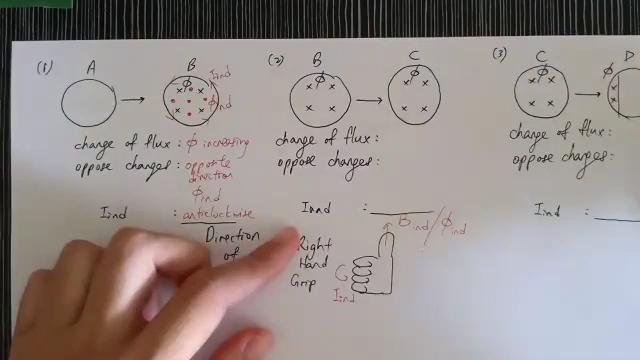 (1) A B
ϕ Iind
ϕind
change of flux : ϕ increasing
oppose changes : opposite
direction
ϕind
Iind : anticlockwise
Direction
of
(2) B C
ϕ ϕ
change of flux :
oppose changes :
Iind :
Bind / ϕind
Right
Hand
Grip
Iind
(3) C D
ϕ ϕ
change of flux :
oppose changes :
Iind :